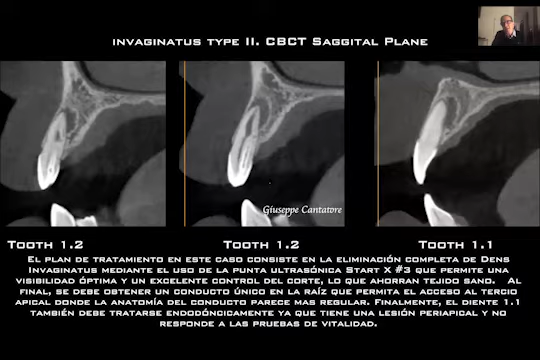 invaginatus type II. CBCT Saggital Plane
Giuseppe Cantatore
Tooth 1.2
Tooth 1.2
Tooth 1.1
El plan de tratamiento en este caso consiste en la eliminación completa de Dens
Invaginatus mediante el uso de la punta ultrasónica Start X #3 que permite una
visibilidad óptima y un excelente control del corte, lo que ahorran tejido sano. Al
final, se debe obtener un conducto único en la raíz que permita el acceso al tercio
apical donde la anatomía del conducto parece mas regular. Finalmente, el diente 1.1
también debe tratarse endodóncicamente ya que tiene una lesión periapical y no
responde a las pruebas de vitalidad.